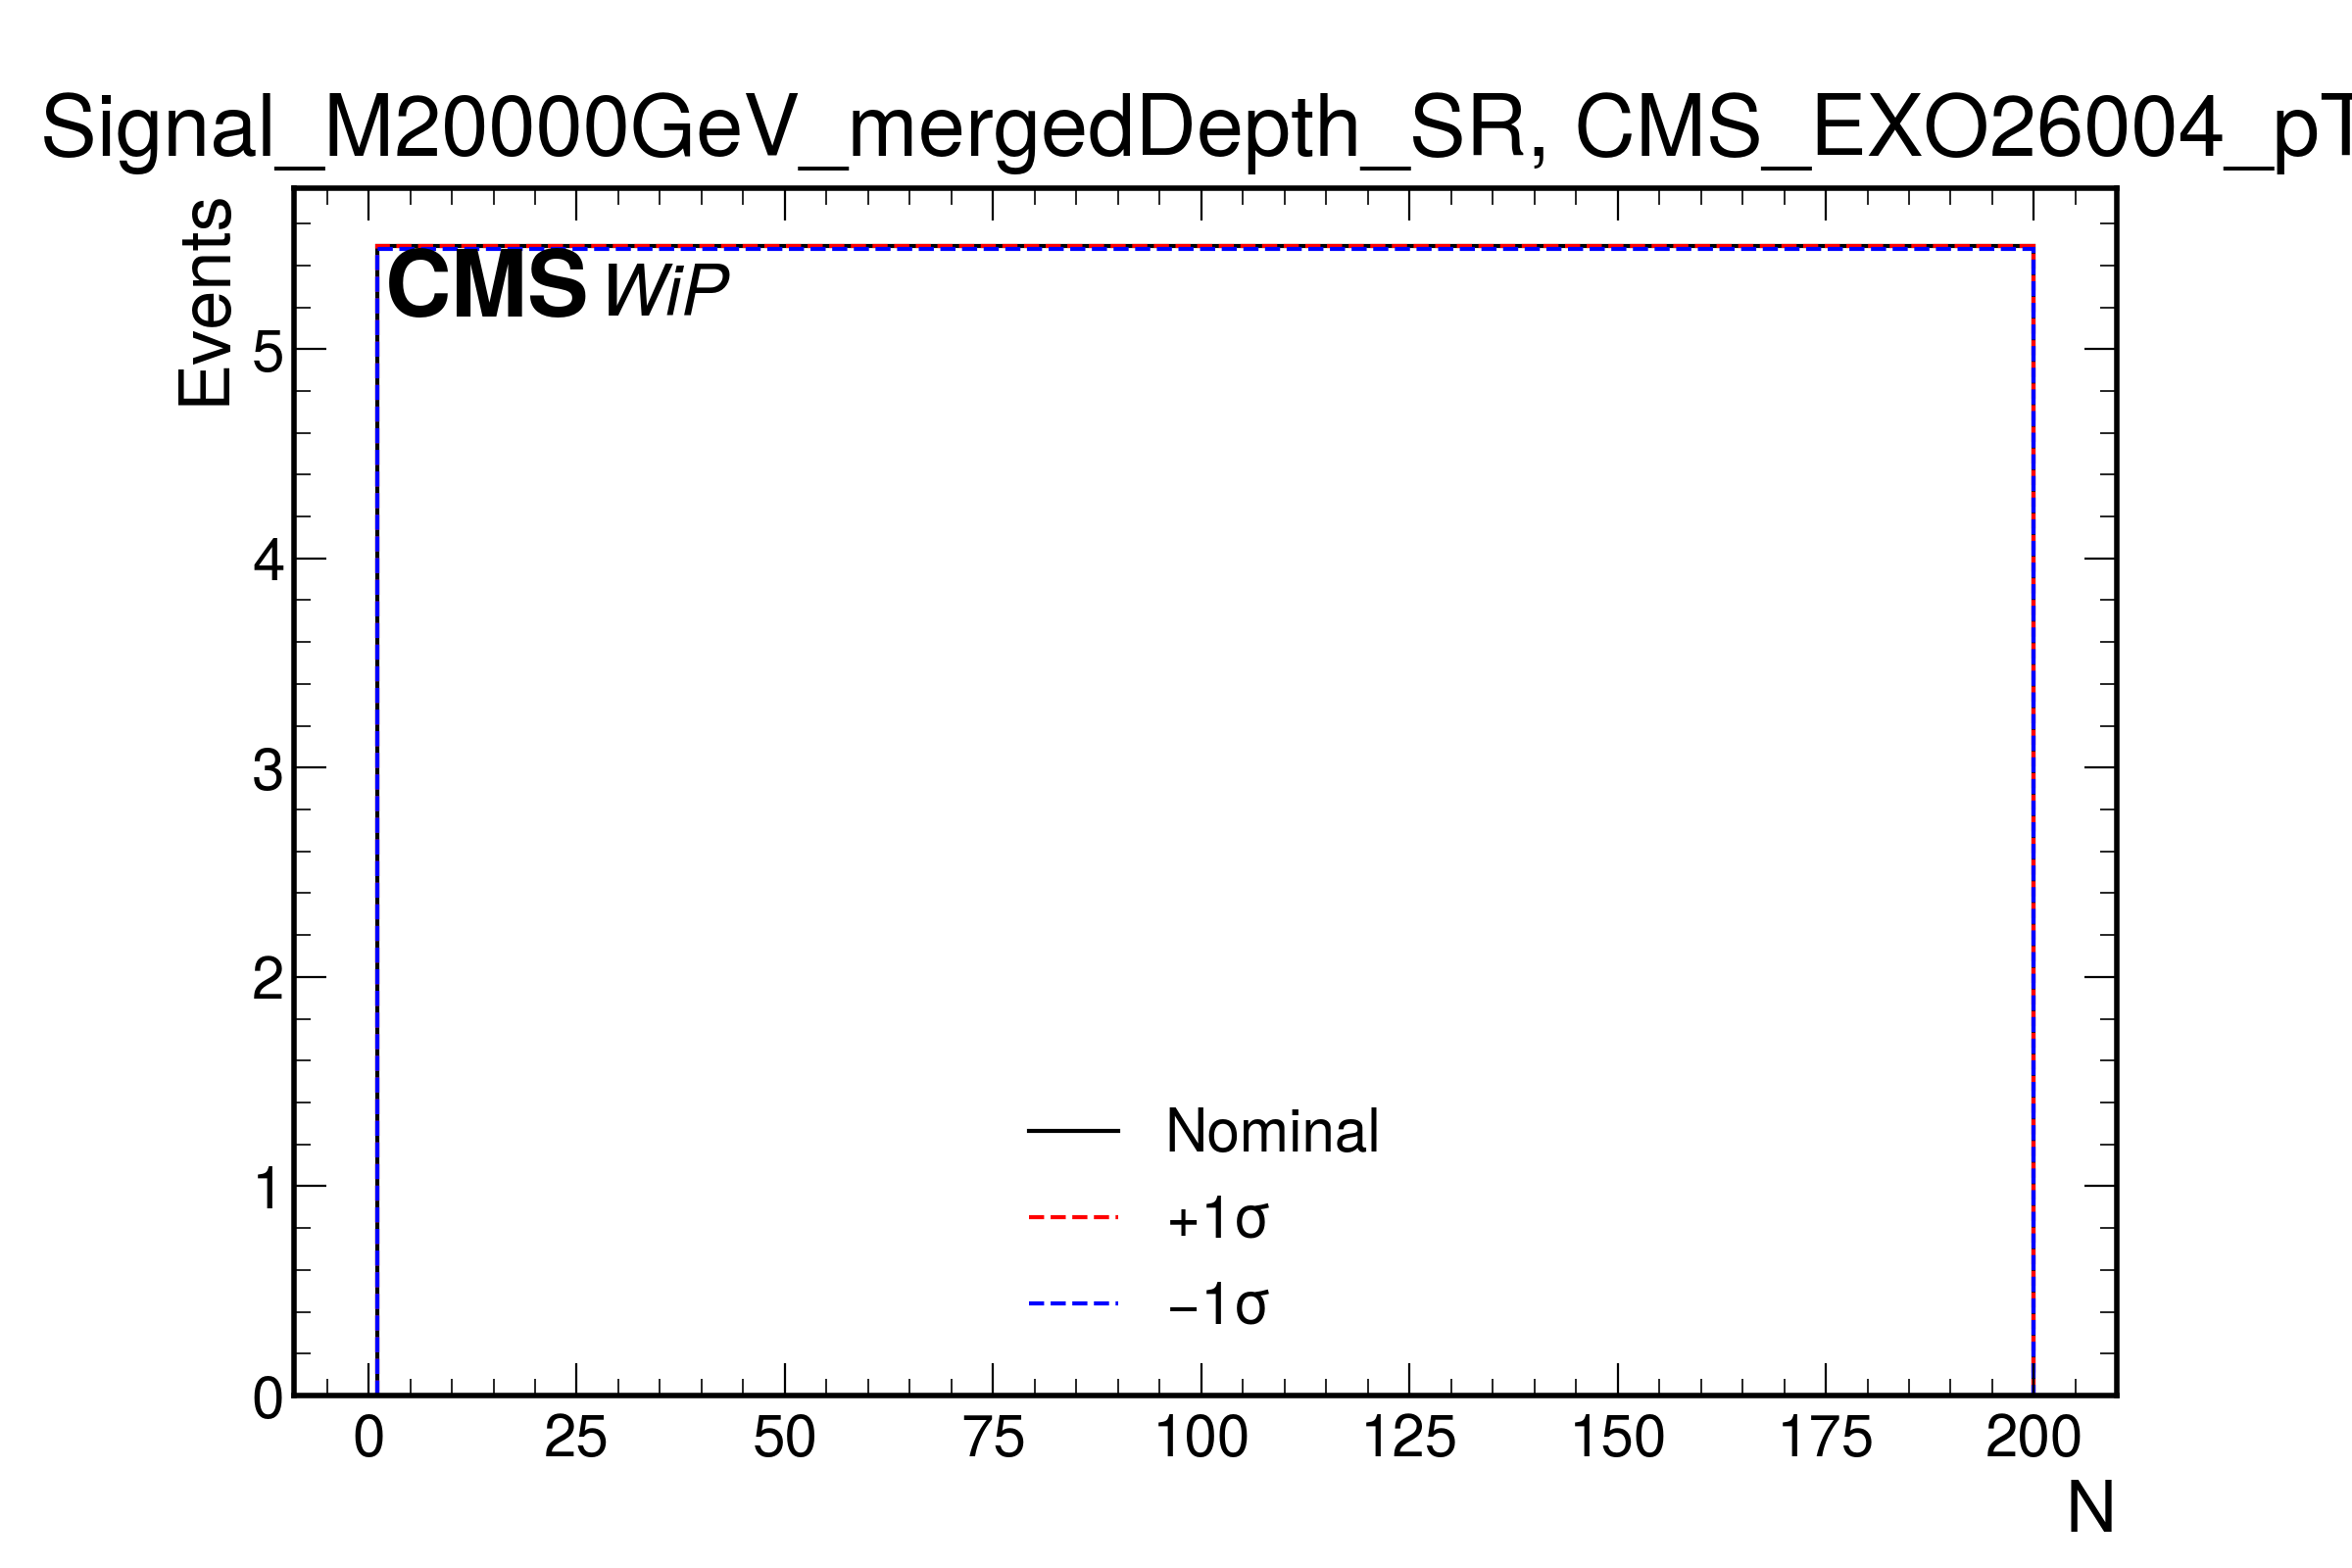 Signal_M20000GeV_mergedDepth_SR, CMS_EXO26004_pT
Events
CMS WiP
5
4
3
2
1
0
Nominal
+1σ
−1σ
0 25 50 75 100 125 150 175 200
N